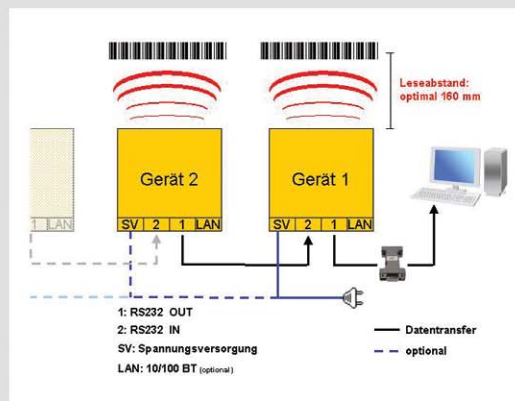 Leseabstand:
optimal 160 mm
Gerät 2
Gerät 1
1 LAN
SV 2 1 LAN
SV 2 1 LAN
1: RS232 OUT
2: RS232 IN
SV: Spannungsversorgung
LAN: 10/100 BT (optional)
Datentransfer
optional